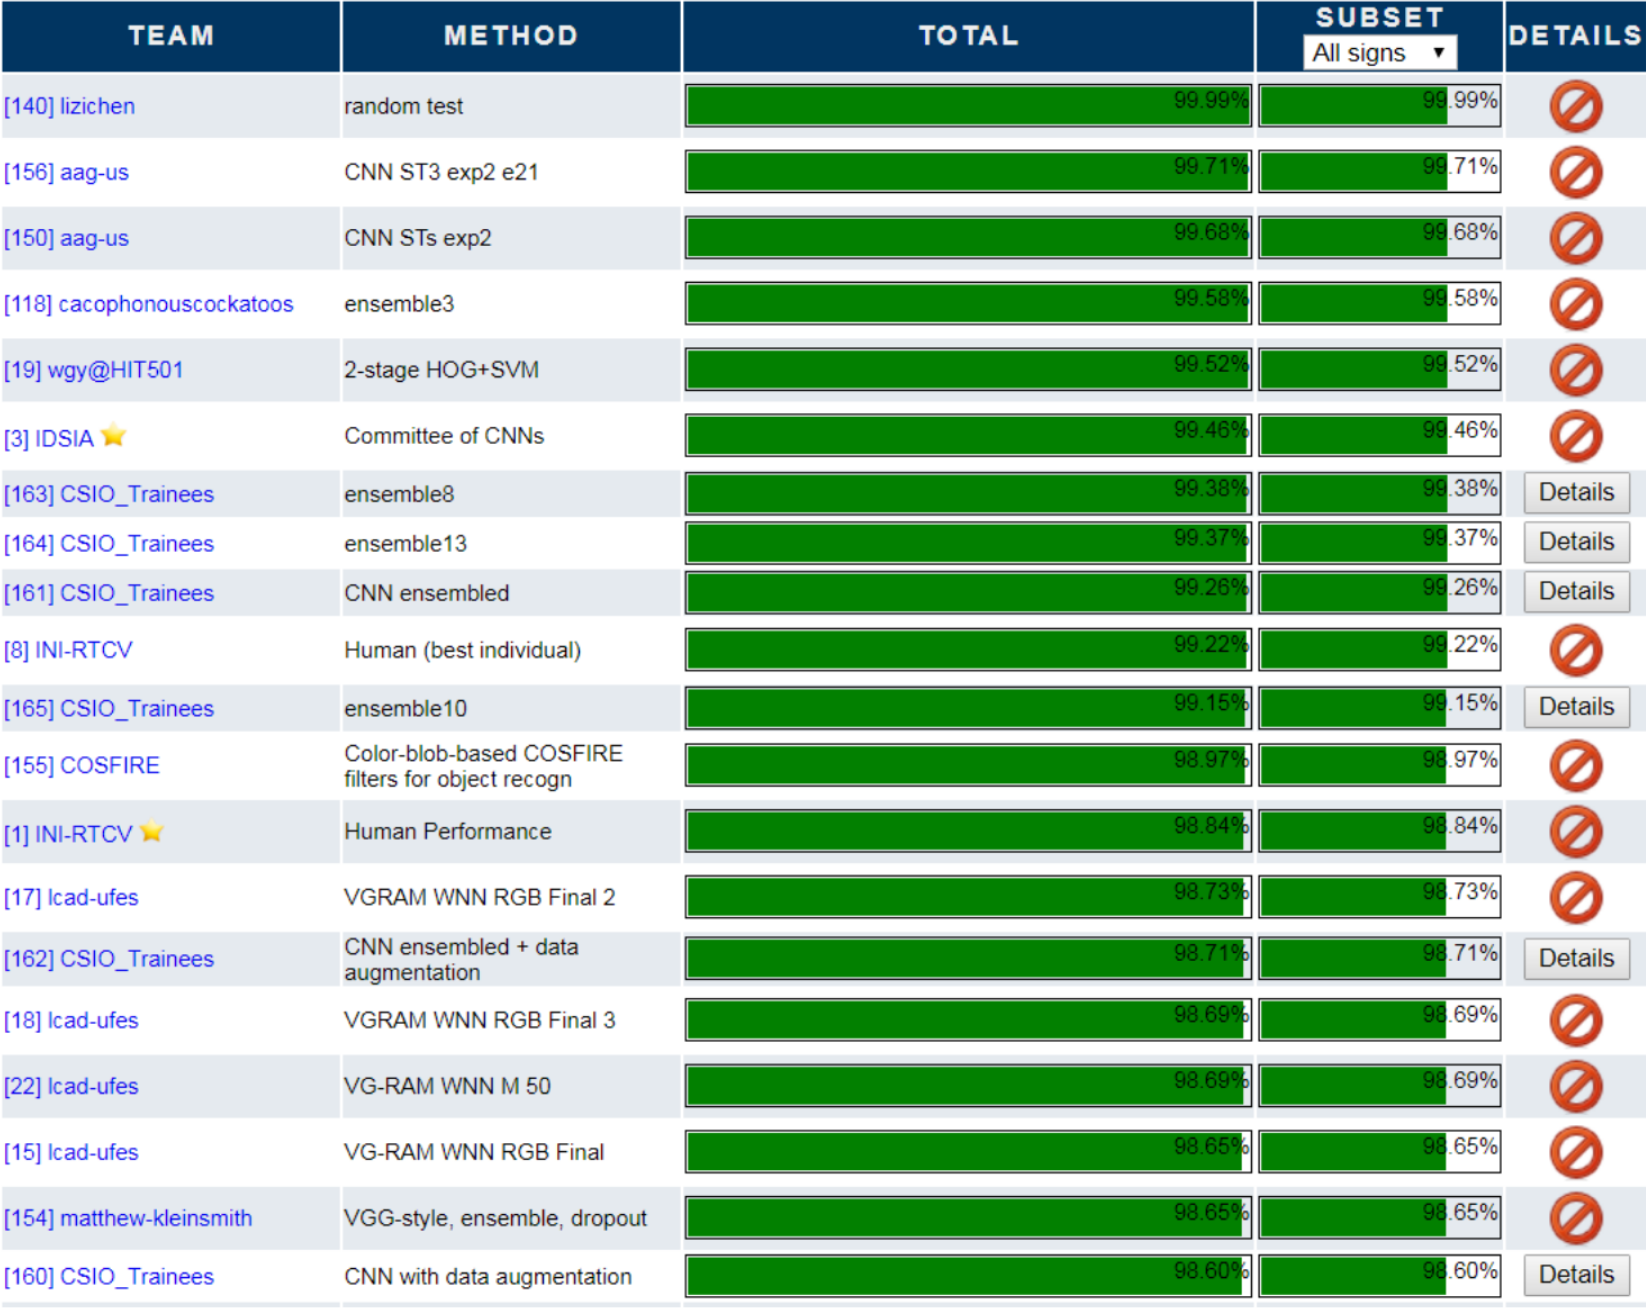 TEAM METHOD TOTAL SUBSET DETAILS
All signs ▼
[140] lizichen random test 99.99% 99.99%
[156] aag-us CNN ST3 exp2 e21 99.71% 99.71%
[150] aag-us CNN STs exp2 99.68% 99.68%
[118] cacophonouscockatoos ensemble3 99.58% 99.58%
[19] wgy@HIT501 2-stage HOG+SVM 99.52% 99.52%
[3] IDSIA Committee of CNNs 99.46% 99.46%
[163] CSIO_Trainees ensemble8 99.38% 99.38% Details
[164] CSIO_Trainees ensemble13 99.37% 99.37% Details
[161] CSIO_Trainees CNN ensembled 99.26% 99.26% Details
[8] INI-RTCV Human (best individual) 99.22% 99.22%
[165] CSIO_Trainees ensemble10 99.15% 99.15% Details
[155] COSFIRE Color-blob-based COSFIRE 98.97% 98.97%
filters for object recogn
[1] INI-RTCV Human Performance 98.84% 98.84%
[17] lcad-ufes VGRAM WNN RGB Final 2 98.73% 98.73%
[162] CSIO_Trainees CNN ensembled + data 98.71% 98.71% Details
augmentation
[18] lcad-ufes VGRAM WNN RGB Final 3 98.69% 98.69%
[22] lcad-ufes VG-RAM WNN M 50 98.69% 98.69%
[15] lcad-ufes VG-RAM WNN RGB Final 98.65% 98.65%
[154] matthew-kleinsmith VGG-style, ensemble, dropout 98.65% 98.65%
[160] CSIO_Trainees CNN with data augmentation 98.60% 98.60% Details